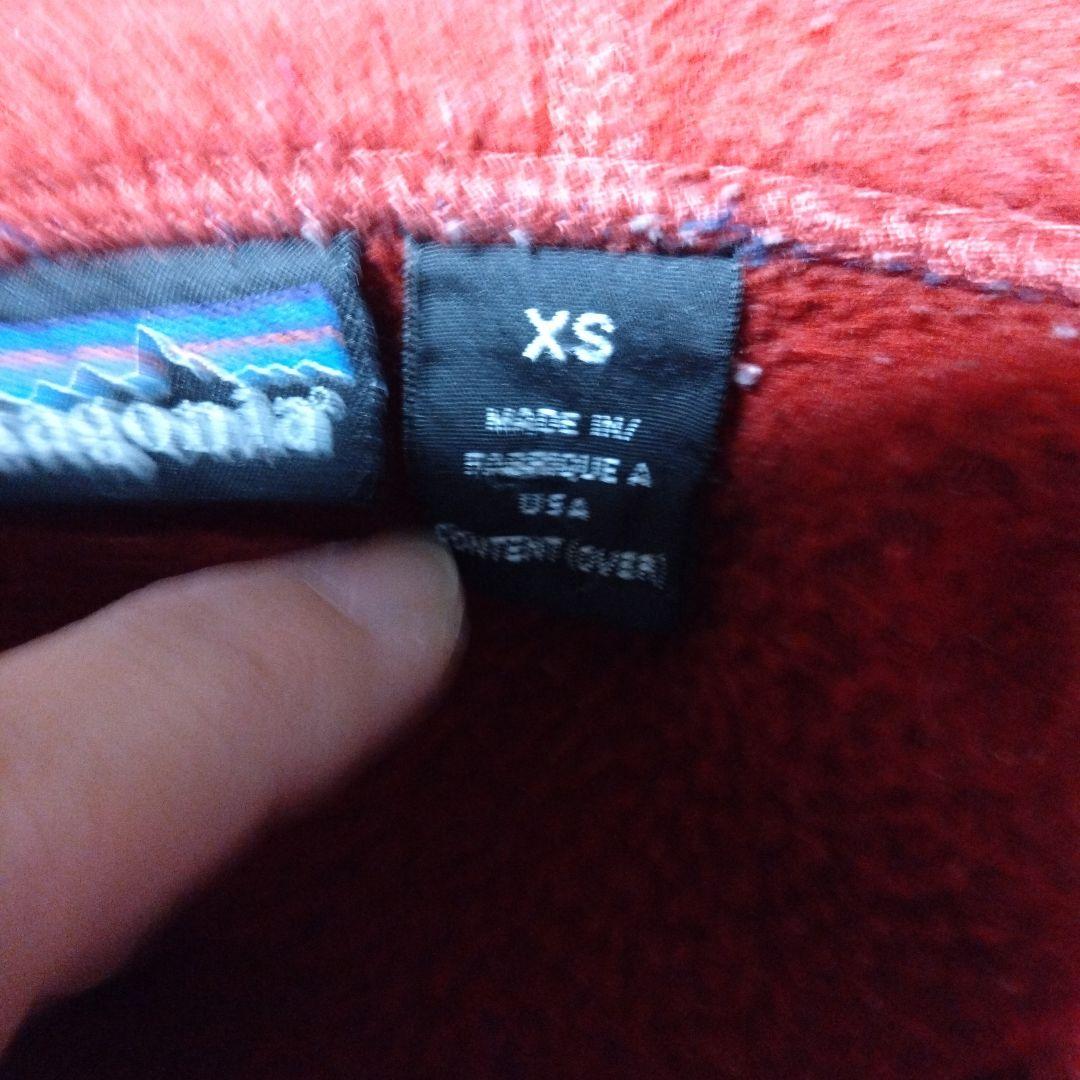 patagonia®
XS
MADE IN/
FABRIQUE A
USA
CONTENT (OVER)